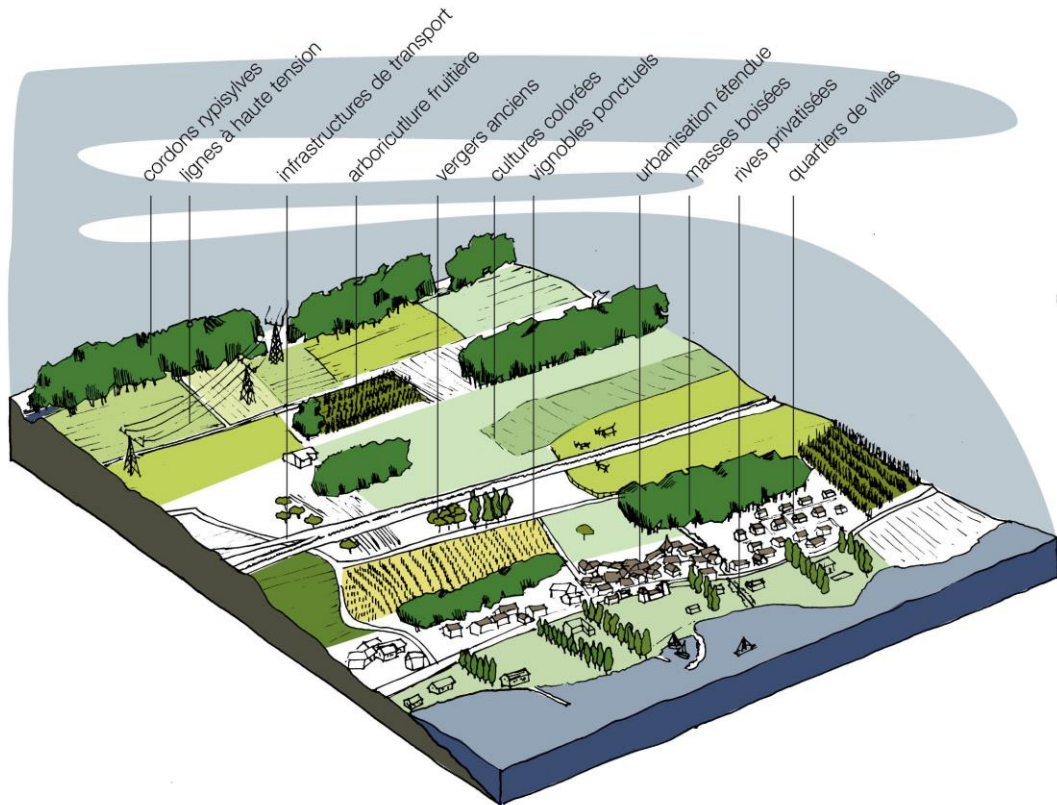 cordons rypisylves
lignes à haute tension
infrastructures de transport
arboricutlure fruitière
vergers anciens
cultures colorées
vignobles ponctuels
urbanisation étendue
masses boisées
rives privatisées
quartiers de villas